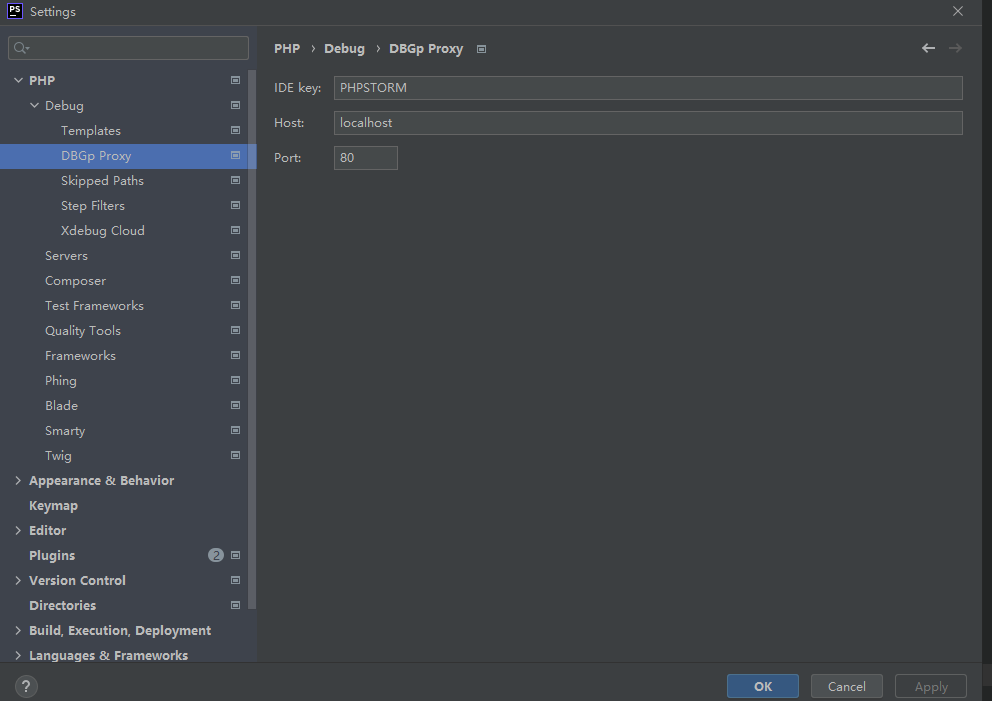 PS Settings
PHP › Debug › DBGp Proxy
PHP
Debug
Templates
DBGp Proxy
Skipped Paths
Step Filters
Xdebug Cloud
Servers
Composer
Test Frameworks
Quality Tools
Frameworks
Phing
Blade
Smarty
Twig
Appearance & Behavior
Keymap
Editor
Plugins 2
Version Control
Directories
Build, Execution, Deployment
Languages & Frameworks
IDE key: PHPSTORM
Host: localhost
Port: 80
? OK Cancel Apply